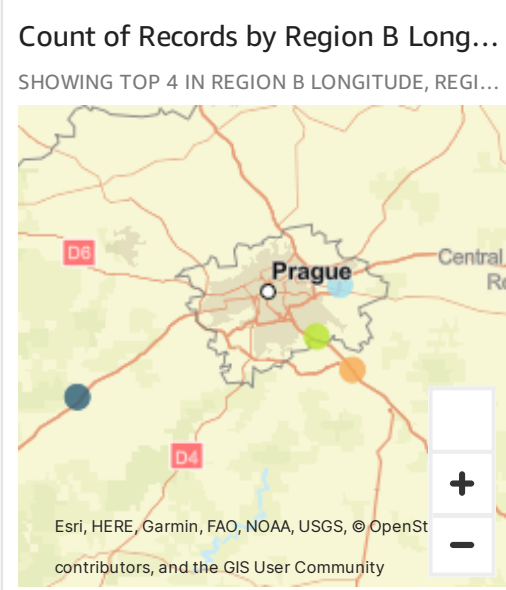 Count of Records by Region B Long…
SHOWING TOP 4 IN REGION B LONGITUDE, REGI…
D6
Prague
Central
D4
+
Esri, HERE, Garmin, FAO, NOAA, USGS, © OpenSt
−
contributors, and the GIS User Community